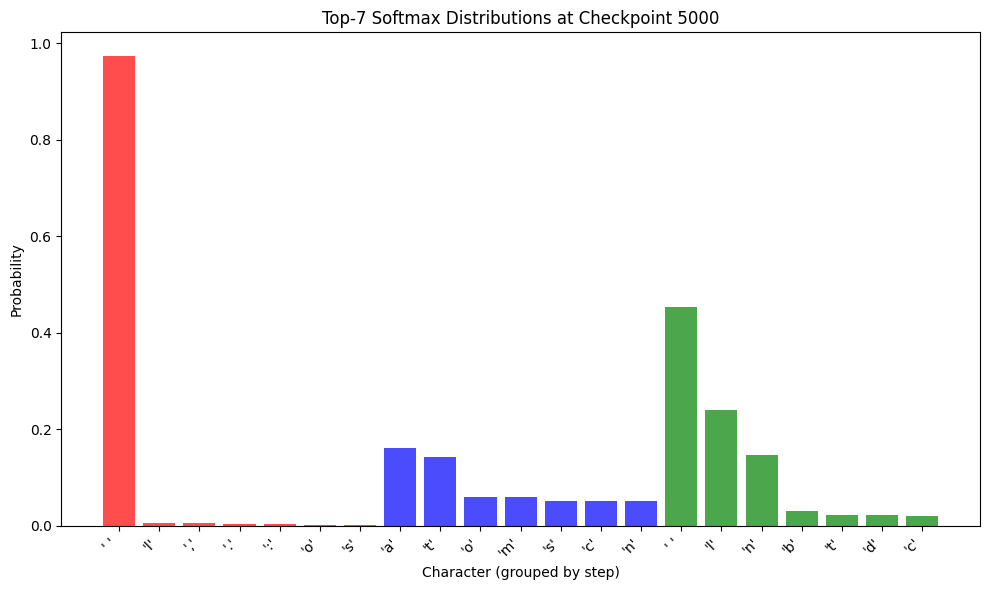 Top-7 Softmax Distributions at Checkpoint 5000
Probability
1.0
0.8
0.6
0.4
0.2
0.0
' ' 'l' ',' '.' ':' 'o' 's' 'a' 't' 'o' 'm' 's' 'c' 'n' ' ' 'l' 'n' 'b' 't' 'd' 'c'
Character (grouped by step)